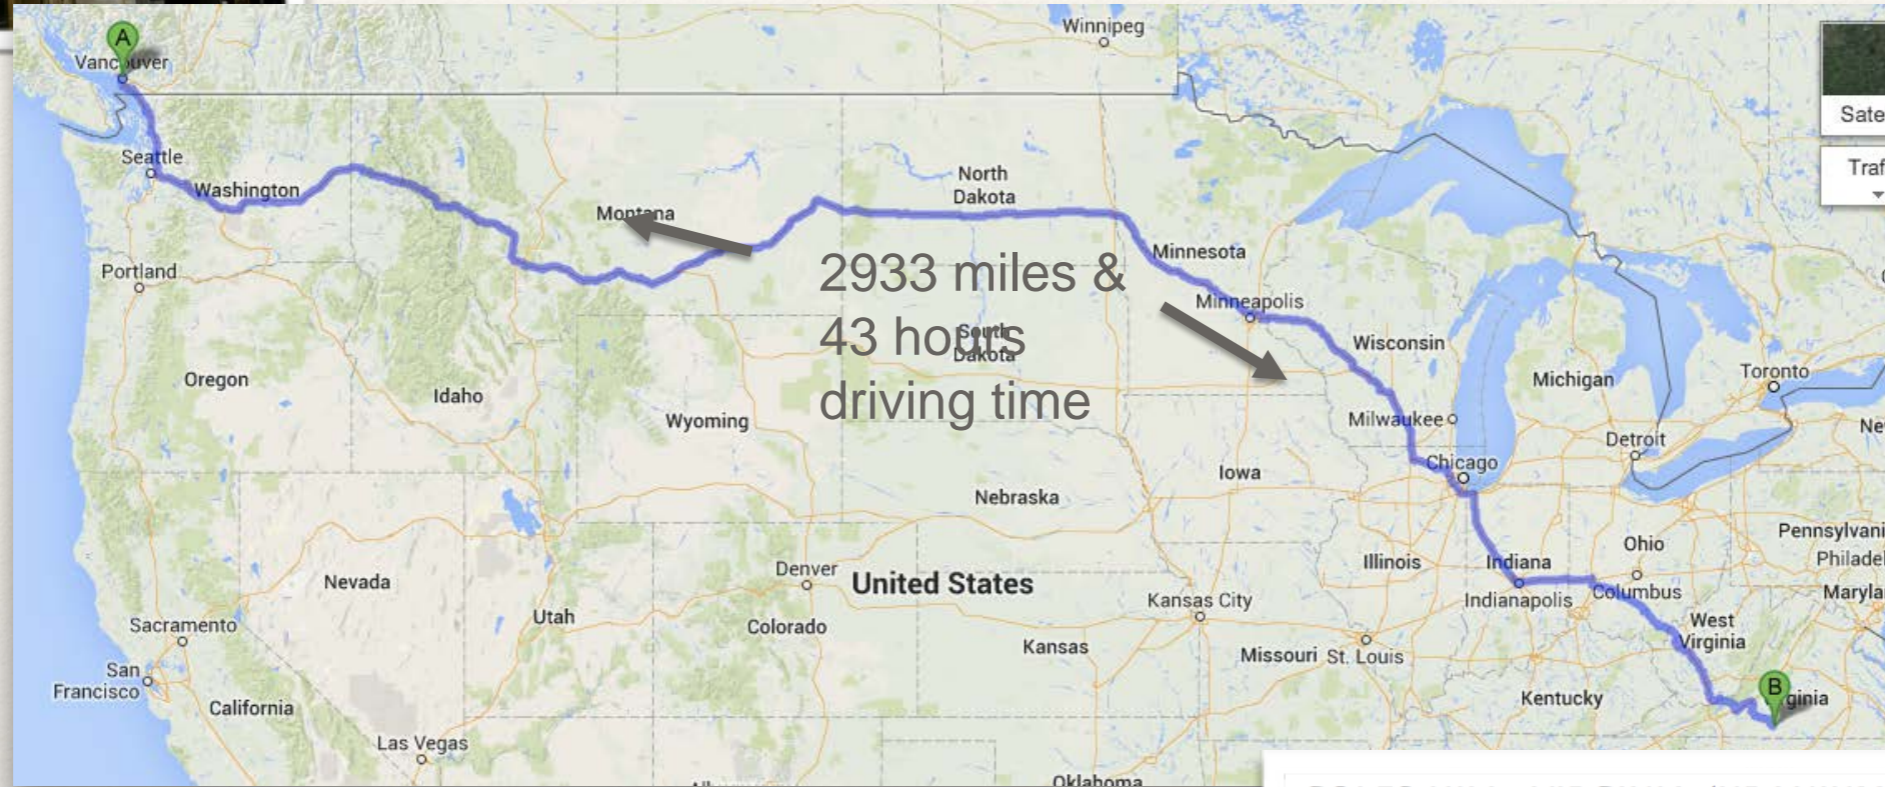 Winnipeg
A
Vancouver
Sate
Traf
Seattle
Washington
North
Dakota
Montana
Minnesota
Portland
2933 miles &
43 hours
driving time
South
Dakota
Minneapolis
Wisconsin
Oregon
Idaho
Wyoming
Michigan
Toronto
Milwaukee
Detroit
Ne
Chicago
Iowa
Nebraska
Pennsylvani
Philadel
Ohio
Illinois
Indiana
Nevada
Denver
United States
Columbus
Maryla
Kansas City
Indianapolis
Utah
Colorado
Sacramento
West
Virginia
Kansas
Missouri
St. Louis
San
Francisco
California
Kentucky
B
Virginia
Las Vegas
Oklahoma